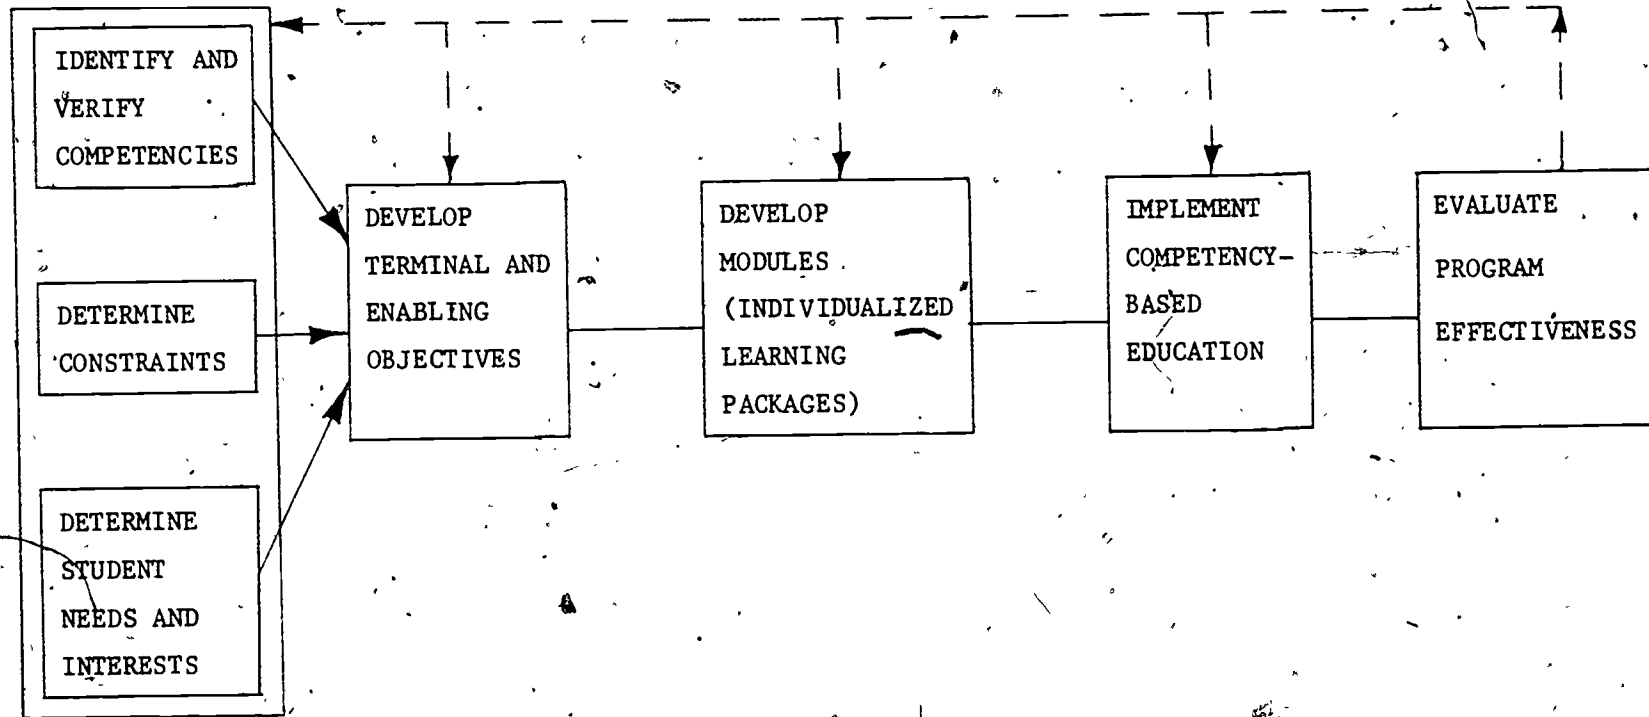 IDENTIFY AND
VERIFY
COMPETENCIES
DETERMINE
CONSTRAINTS
DETERMINE
STUDENT
NEEDS AND
INTERESTS
DEVELOP
TERMINAL AND
ENABLING
OBJECTIVES
DEVELOP
MODULES
(INDIVIDUALIZED
LEARNING
PACKAGES)
IMPLEMENT
COMPETENCY-
BASED
EDUCATION
EVALUATE
PROGRAM
EFFECTIVENESS